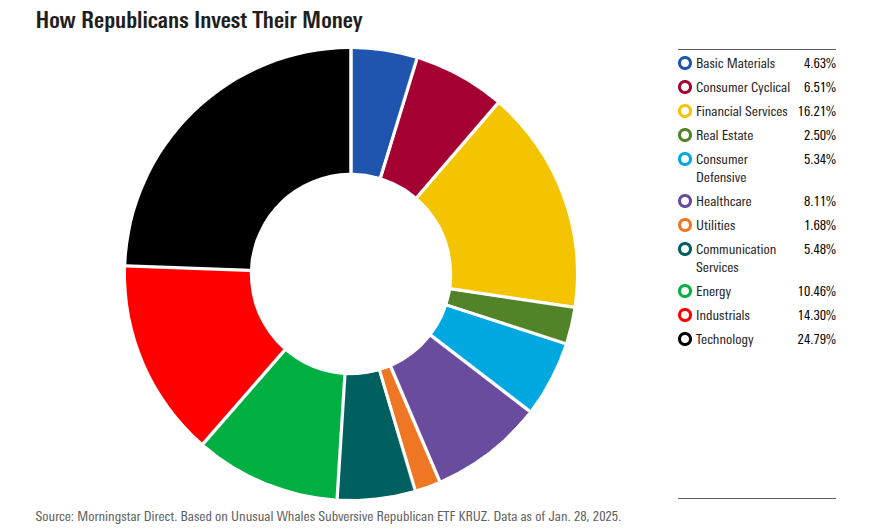 How Republicans Invest Their Money
Basic Materials 4.63%
Consumer Cyclical 6.51%
Financial Services 16.21%
Real Estate 2.50%
Consumer 5.34%
Defensive
Healthcare 8.11%
Utilities 1.68%
Communication 5.48%
Services
Energy 10.46%
Industrials 14.30%
Technology 24.79%
Source: Morningstar Direct. Based on Unusual Whales Subversive Republican ETF KRUZ. Data as of Jan. 28, 2025.